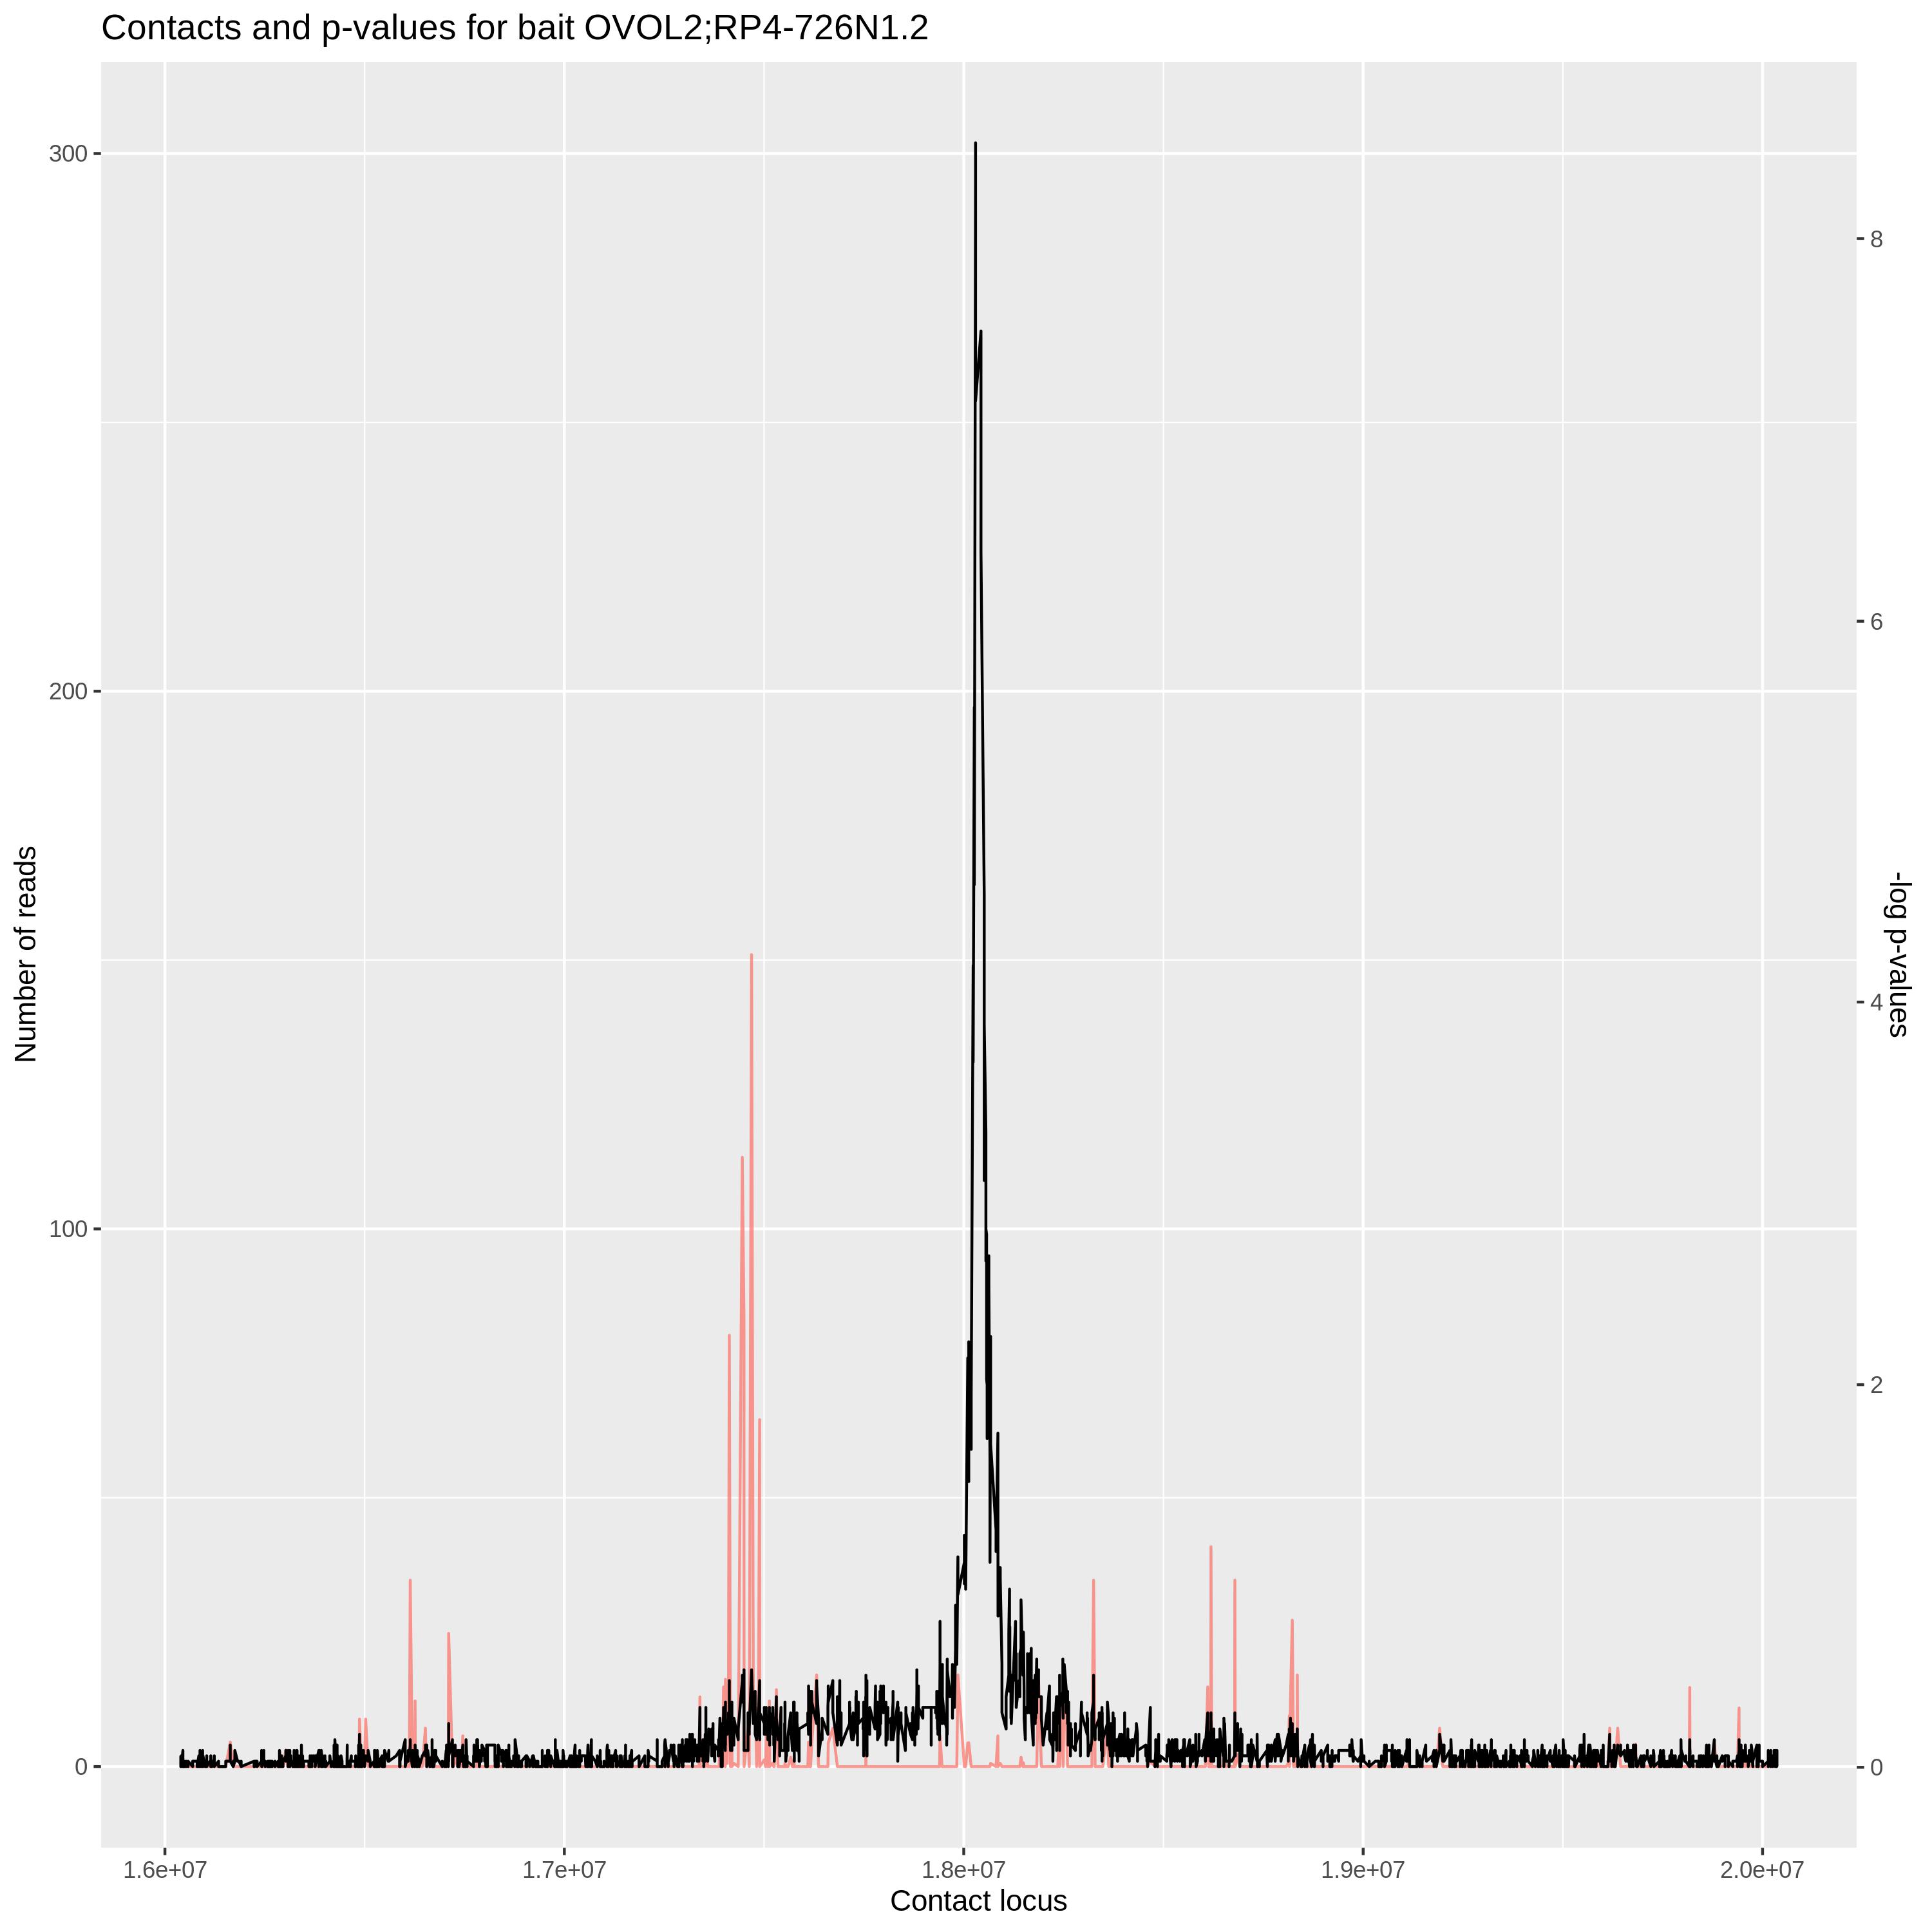 Contacts and p-values for bait OVOL2;RP4-726N1.2
300
200
100
0
Number of reads
8
6
4
2
0
-log p-values
1.6e+07
1.7e+07
1.8e+07
1.9e+07
2.0e+07
Contact locus